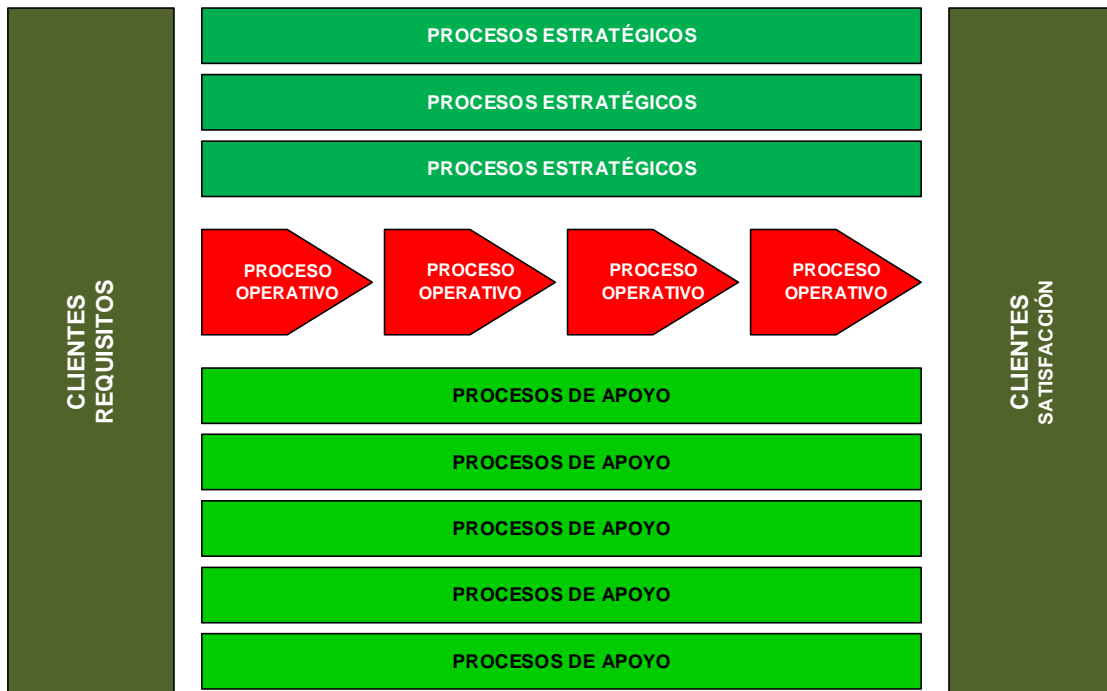 CLIENTES
REQUISITOS
PROCESOS ESTRATÉGICOS
PROCESOS ESTRATÉGICOS
PROCESOS ESTRATÉGICOS
PROCESO
OPERATIVO
PROCESO
OPERATIVO
PROCESO
OPERATIVO
PROCESO
OPERATIVO
PROCESOS DE APOYO
PROCESOS DE APOYO
PROCESOS DE APOYO
PROCESOS DE APOYO
PROCESOS DE APOYO
CLIENTES
SATISFACCIÓN